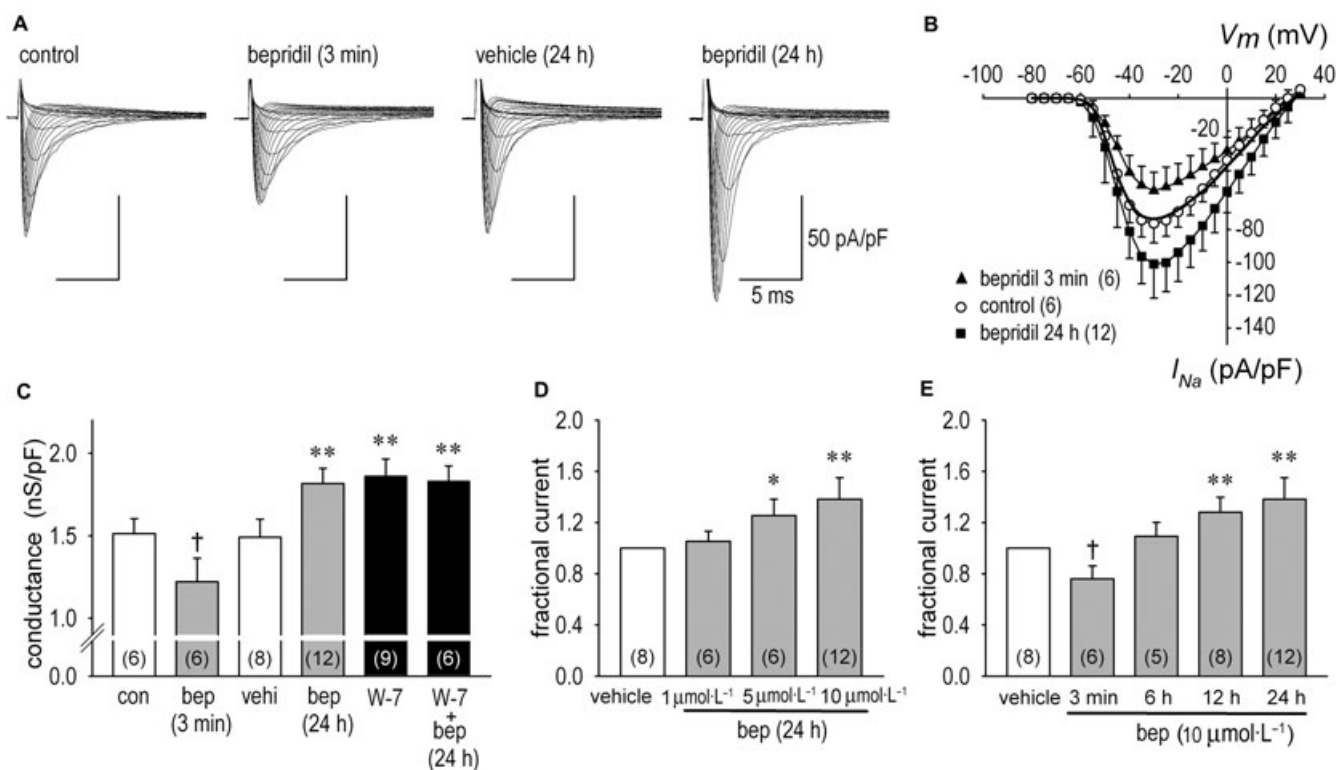 A
control
bepridil (3 min)
vehicle (24 h)
bepridil (24 h)
50 pA/pF
5 ms
B
Vm (mV)
-100 -80 -60 -40 -20 0 20 40
-20
-80
-100
-120
-140
bepridil 3 min (6)
control (6)
bepridil 24 h (12)
INa (pA/pF)
C
conductance (nS/pF)
2.0
1.5
1.0
0.0
† ** ** **
(6) (6) (8) (12) (9) (6)
con bep (3 min) vehi bep (24 h) W-7 W-7 + bep (24 h)
D
fractional current
1.8
1.6
1.2
0.8
0.4
0.0
* **
(8) (6) (6) (12)
vehicle 1 μmol·L⁻¹ 5 μmol·L⁻¹ 10 μmol·L⁻¹
bep (24 h)
E
fractional current
1.8
1.6
1.2
0.8
0.4
0.0
† ** **
(8) (6) (5) (8) (12)
vehicle 3 min 6 h 12 h 24 h
bep (10 μmol·L⁻¹)